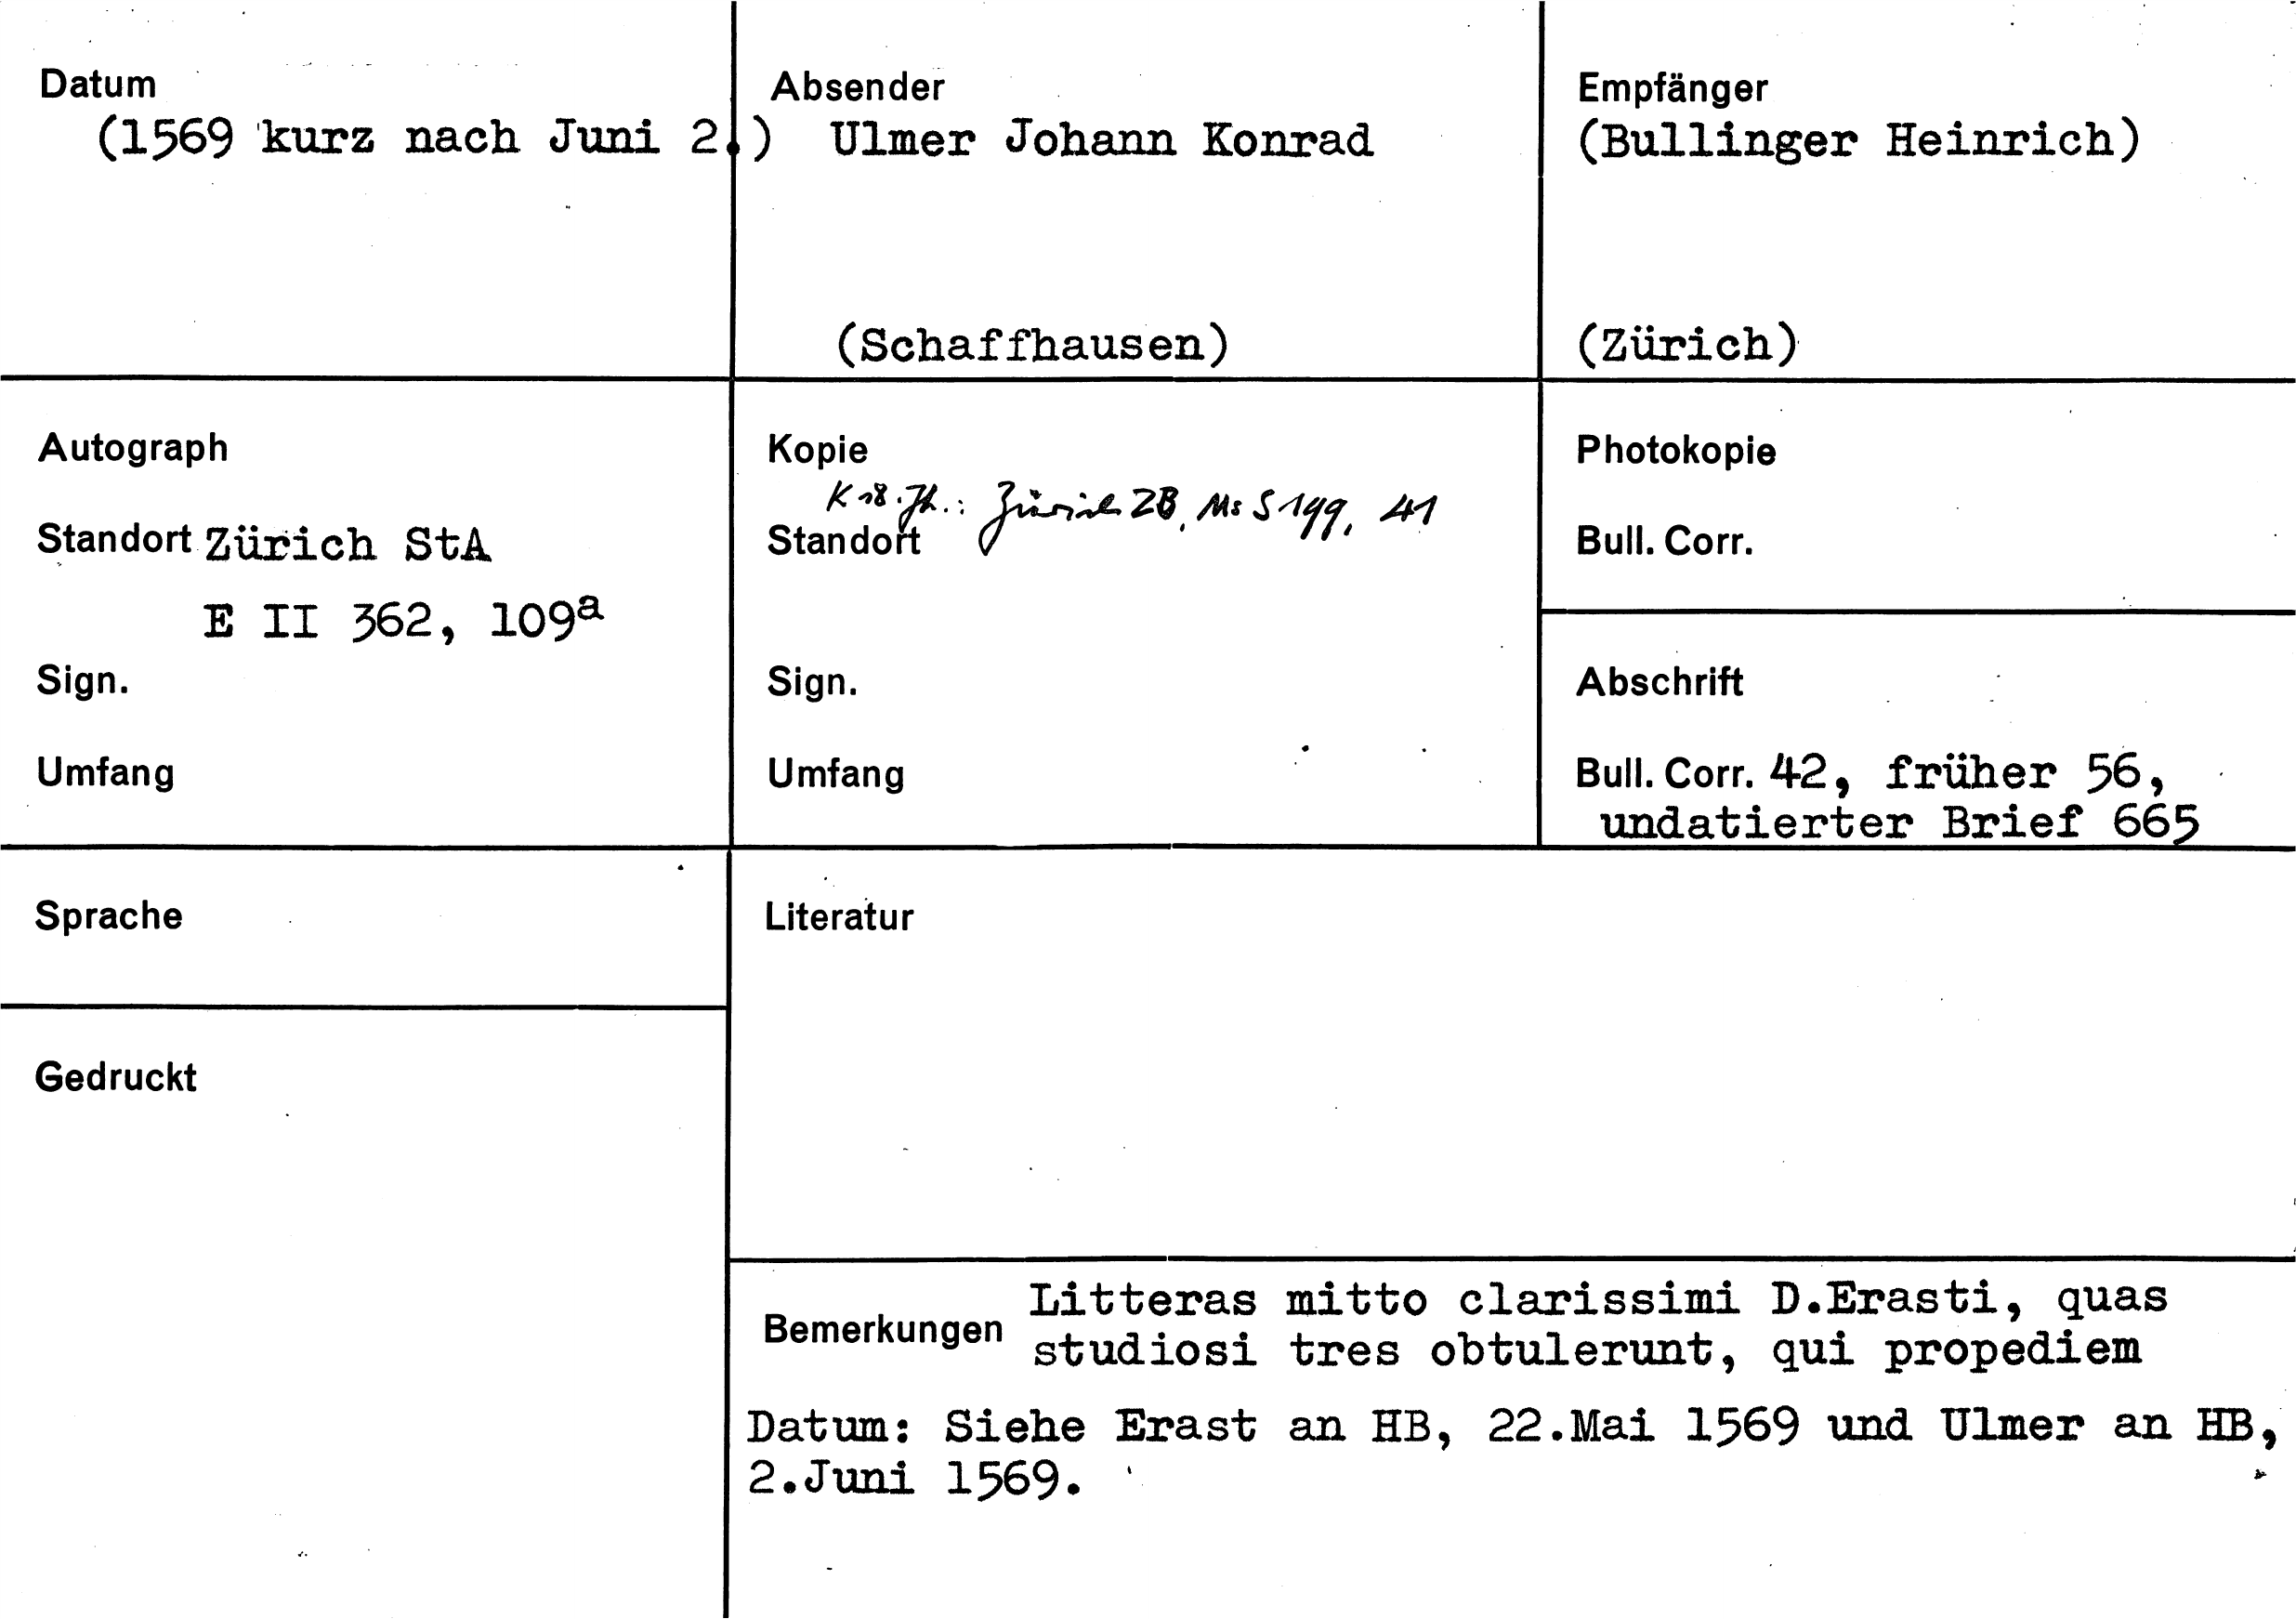 Datum
(1569 kurz nach Juni 2.)
Absender
Ulmer Johann Konrad
(Schaffhausen)
Empfänger
(Bullinger Heinrich)
(Zürich)
Autograph
Standort Zürich StA
E II 362, 109a
Sign.
Umfang
Kopie
K 18. Jh.: Zürich ZB, Ms S 199, 41
Standort
Sign.
Umfang
Photokopie
Bull. Corr.
Abschrift
Bull. Corr. 42, früher 56,
undatierter Brief 665
Sprache
Gedruckt
Literatur
Bemerkungen
Litteras mitto clarissimi D.Erasti, quas
studiosi tres obtulerunt, qui propediem
Datum: Siehe Erast an HB, 22.Mai 1569 und Ulmer an HB,
2.Juni 1569.